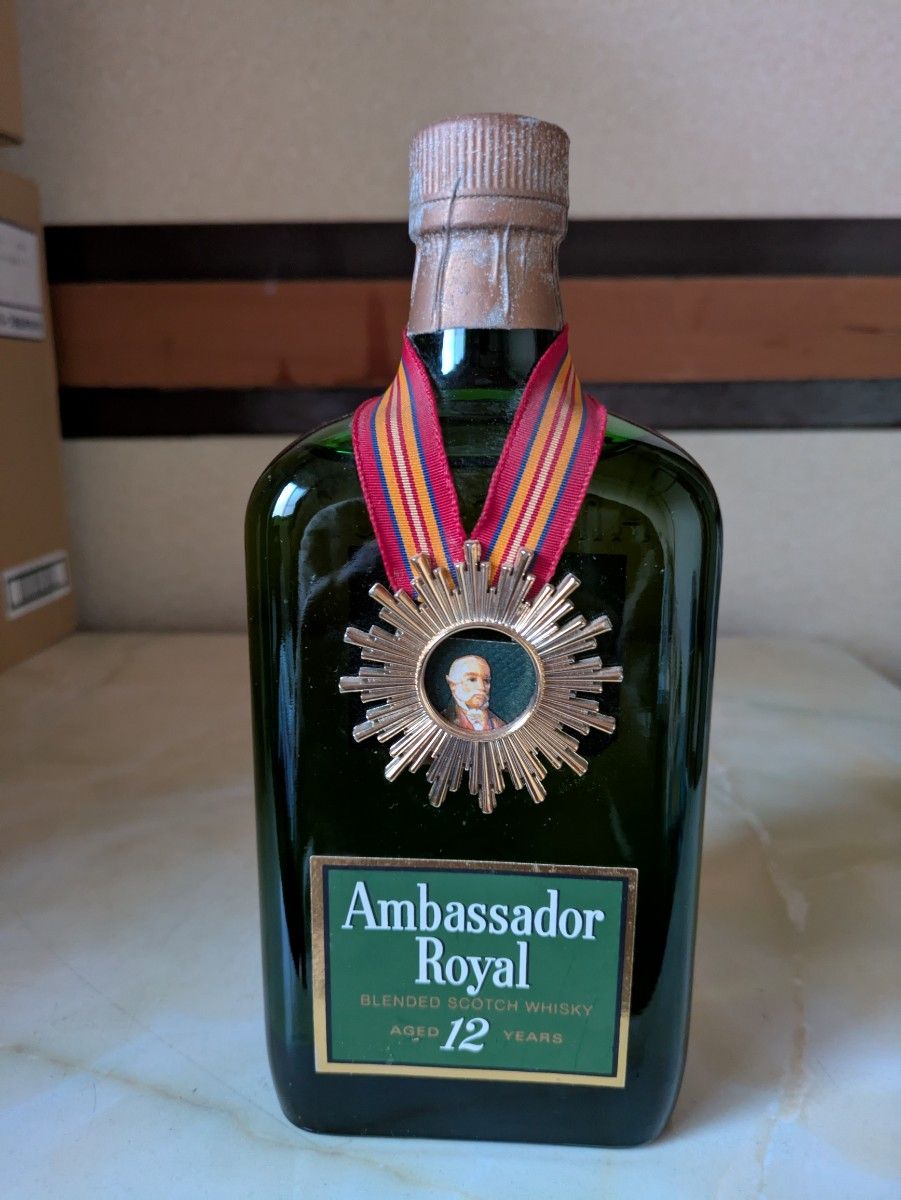 Ambassador
Royal
BLENDED SCOTCH WHISKY
AGED 12 YEARS